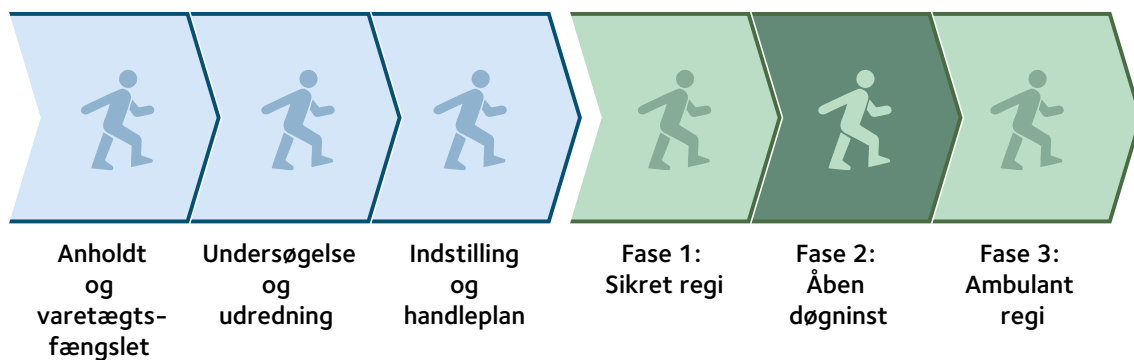 Anholdt
og
varetægts-
fængslet
Undersøgelse
og
udredning
Indstilling
og
handleplan
Fase 1:
Sikret regi
Fase 2:
Åben
døgninst
Fase 3:
Ambulant
regi